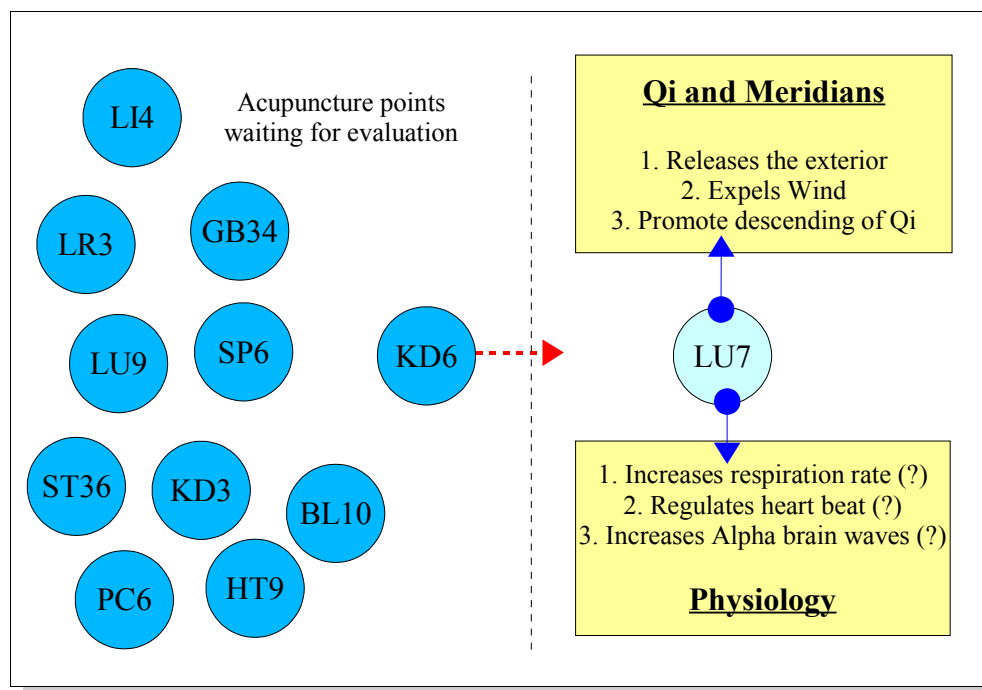 LI4
Acupuncture points
waiting for evaluation
LR3
GB34
LU9
SP6
KD6
ST36
KD3
BL10
PC6
HT9
Qi and Meridians
1. Releases the exterior
2. Expels Wind
3. Promote descending of Qi
LU7
1. Increases respiration rate (?)
2. Regulates heart beat (?)
3. Increases Alpha brain waves (?)
Physiology